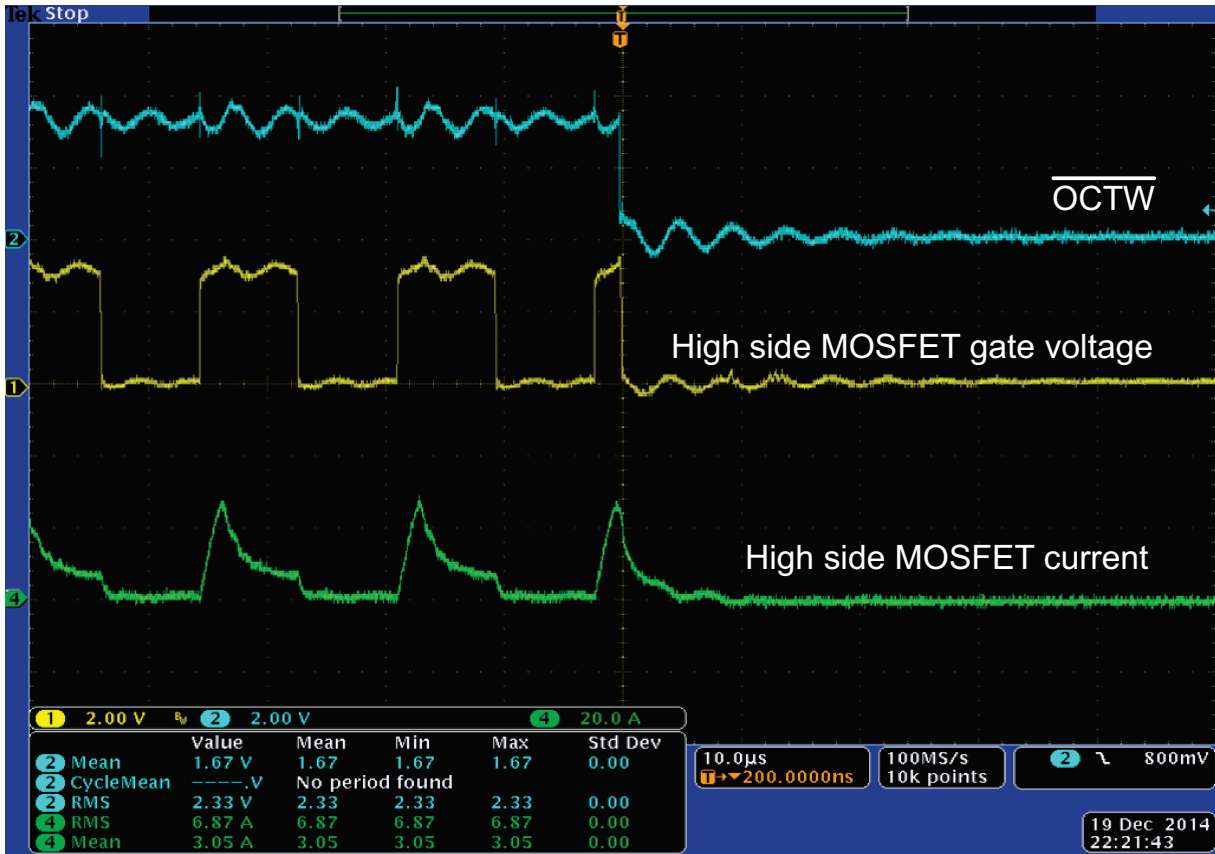 Tek Stop
U
T
OCTW
2
High side MOSFET gate voltage
1
High side MOSFET current
4
1 2.00 V BW 2 2.00 V 4 20.0 A
Value Mean Min Max Std Dev
2 Mean 1.67 V 1.67 1.67 1.67 0.00
2 CycleMean ----.V No period found
2 RMS 2.33 V 2.33 2.33 2.33 0.00
4 RMS 6.87 A 6.87 6.87 6.87 0.00
4 Mean 3.05 A 3.05 3.05 3.05 0.00
10.0µs
T→▼200.0000ns
100MS/s
10k points
2 800mV
19 Dec 2014
22:21:43